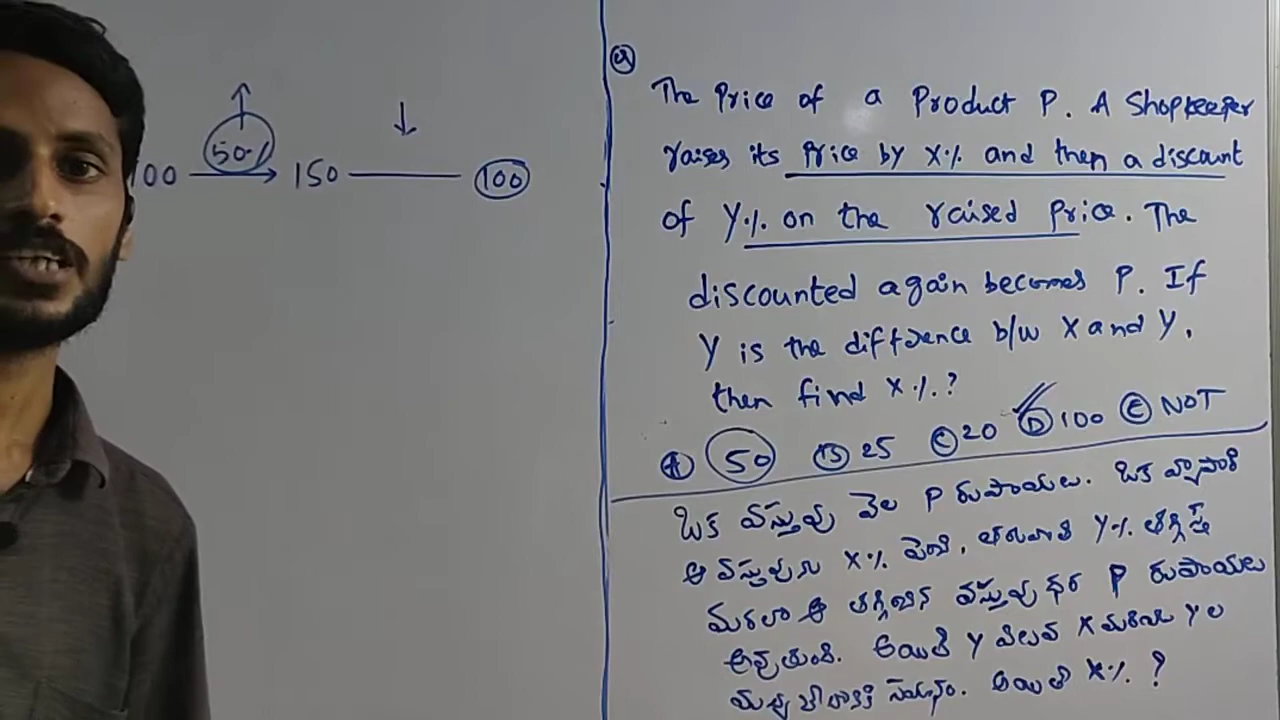 100 50% 150 100
Q
The Price of a Product P. A Shopkeeper
raises its Price by X% and then a discount
of Y% on the raised Price. The
discounted again becomes P. If
Y is the difference b/w X and Y,
then find X%?
A 50 B 25 C 20 D 100 E NOT
ఒక వస్తువు వెల P రుపాయలు. ఒక వ్యాపారి
ఆ వస్తువును X% పెంచి, తరువాత Y% తగ్గిస్తే
మరలా ఆ తగ్గించిన వస్తువు ధర P రుపాయలు
అవుతుంది. అయితే Y విలువ X మరియు Y ల
మధ్య సమానం. అయితే X%?